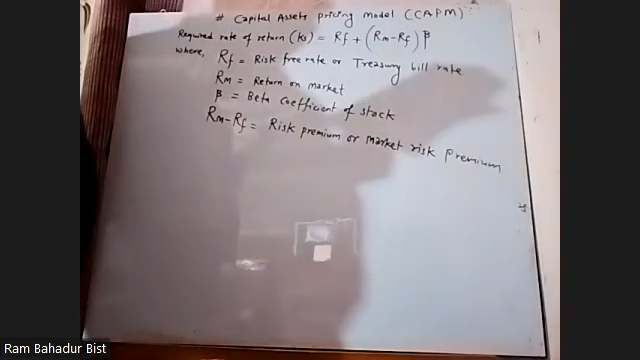 # Capital Assets pricing Model (CAPM)
Required rate of return (Ks) = Rf + (Rm-Rf) β
where, Rf = Risk free rate or Treasury bill rate
Rm = Return on market
β = Beta coefficient of stock
Rm-Rf = Risk premium or market risk premium
Ram Bahadur Bist